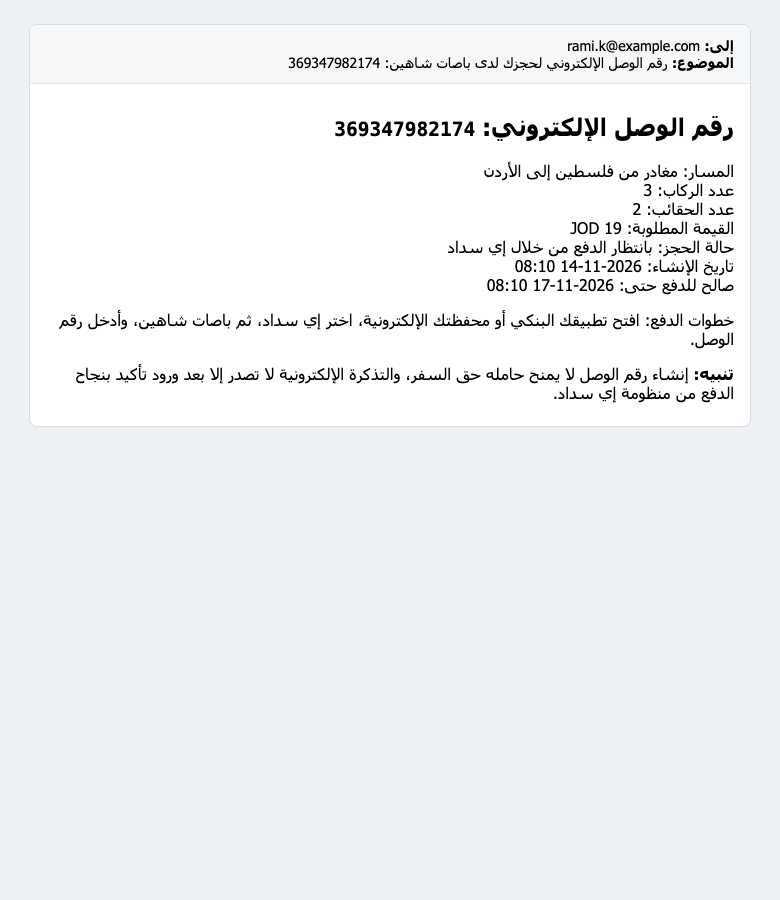 إلى: rami.k@example.com
الموضوع: رقم الوصل الإلكتروني لحجزك لدى باصات شاهين: 369347982174
رقم الوصل الإلكتروني: 369347982174
المسار: مغادر من فلسطين إلى الأردن
عدد الركاب: 3
عدد الحقائب: 2
القيمة المطلوبة: 19 JOD
حالة الحجز: بانتظار الدفع من خلال إي سداد
تاريخ الإنشاء: 2026-11-14 08:10
صالح للدفع حتى: 2026-11-17 08:10
خطوات الدفع: افتح تطبيقك البنكي أو محفظتك الإلكترونية، اختر إي سداد، ثم باصات شاهين، وأدخل رقم
الوصل.
تنبيه: إنشاء رقم الوصل لا يمنح حامله حق السفر، والتذكرة الإلكترونية لا تصدر إلا بعد ورود تأكيد بنجاح
الدفع من منظومة إي سداد.